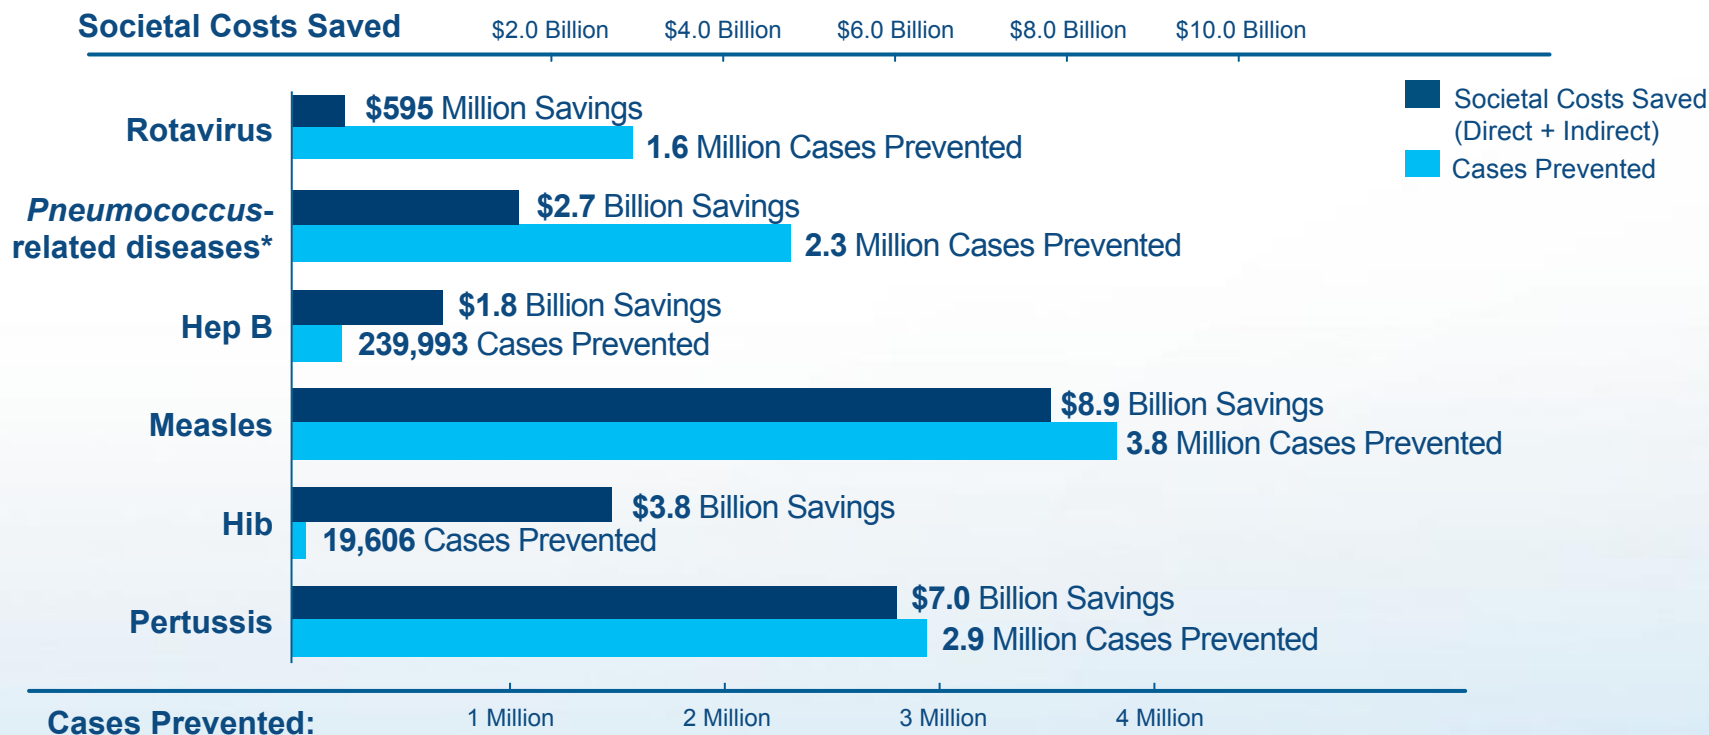 Societal Costs Saved
$2.0 Billion $4.0 Billion $6.0 Billion $8.0 Billion $10.0 Billion
Societal Costs Saved
(Direct + Indirect)
Cases Prevented
Rotavirus
$595 Million Savings
1.6 Million Cases Prevented
Pneumococcus-
related diseases*
$2.7 Billion Savings
2.3 Million Cases Prevented
Hep B
$1.8 Billion Savings
239,993 Cases Prevented
Measles
$8.9 Billion Savings
3.8 Million Cases Prevented
Hib
$3.8 Billion Savings
19,606 Cases Prevented
Pertussis
$7.0 Billion Savings
2.9 Million Cases Prevented
Cases Prevented:
1 Million 2 Million 3 Million 4 Million